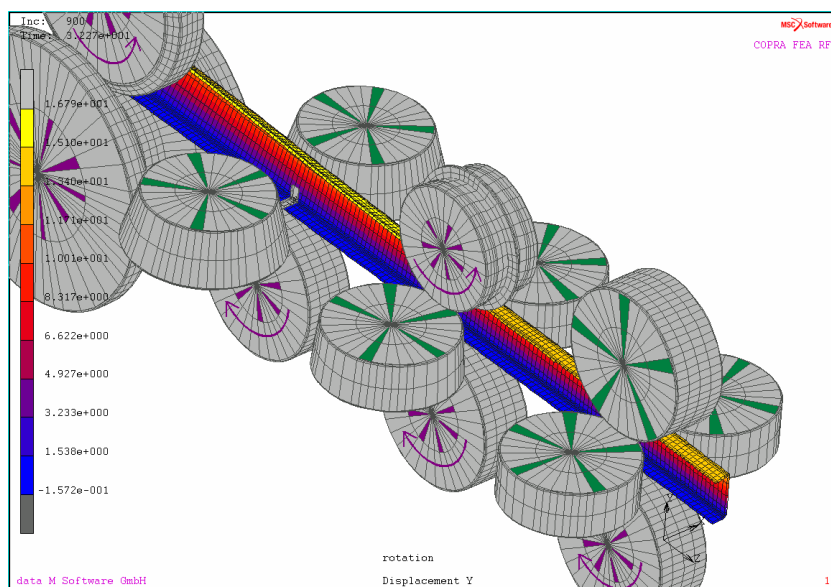 Inc: 900
Time: 3.227e+001
MSC Software
COPRA FEA RF
1.679e+001
1.510e+001
1.340e+001
1.171e+001
1.001e+001
8.317e+000
6.622e+000
4.927e+000
3.233e+000
1.538e+000
-1.572e-001
Y
Z
rotation
data M Software GmbH
Displacement Y
1